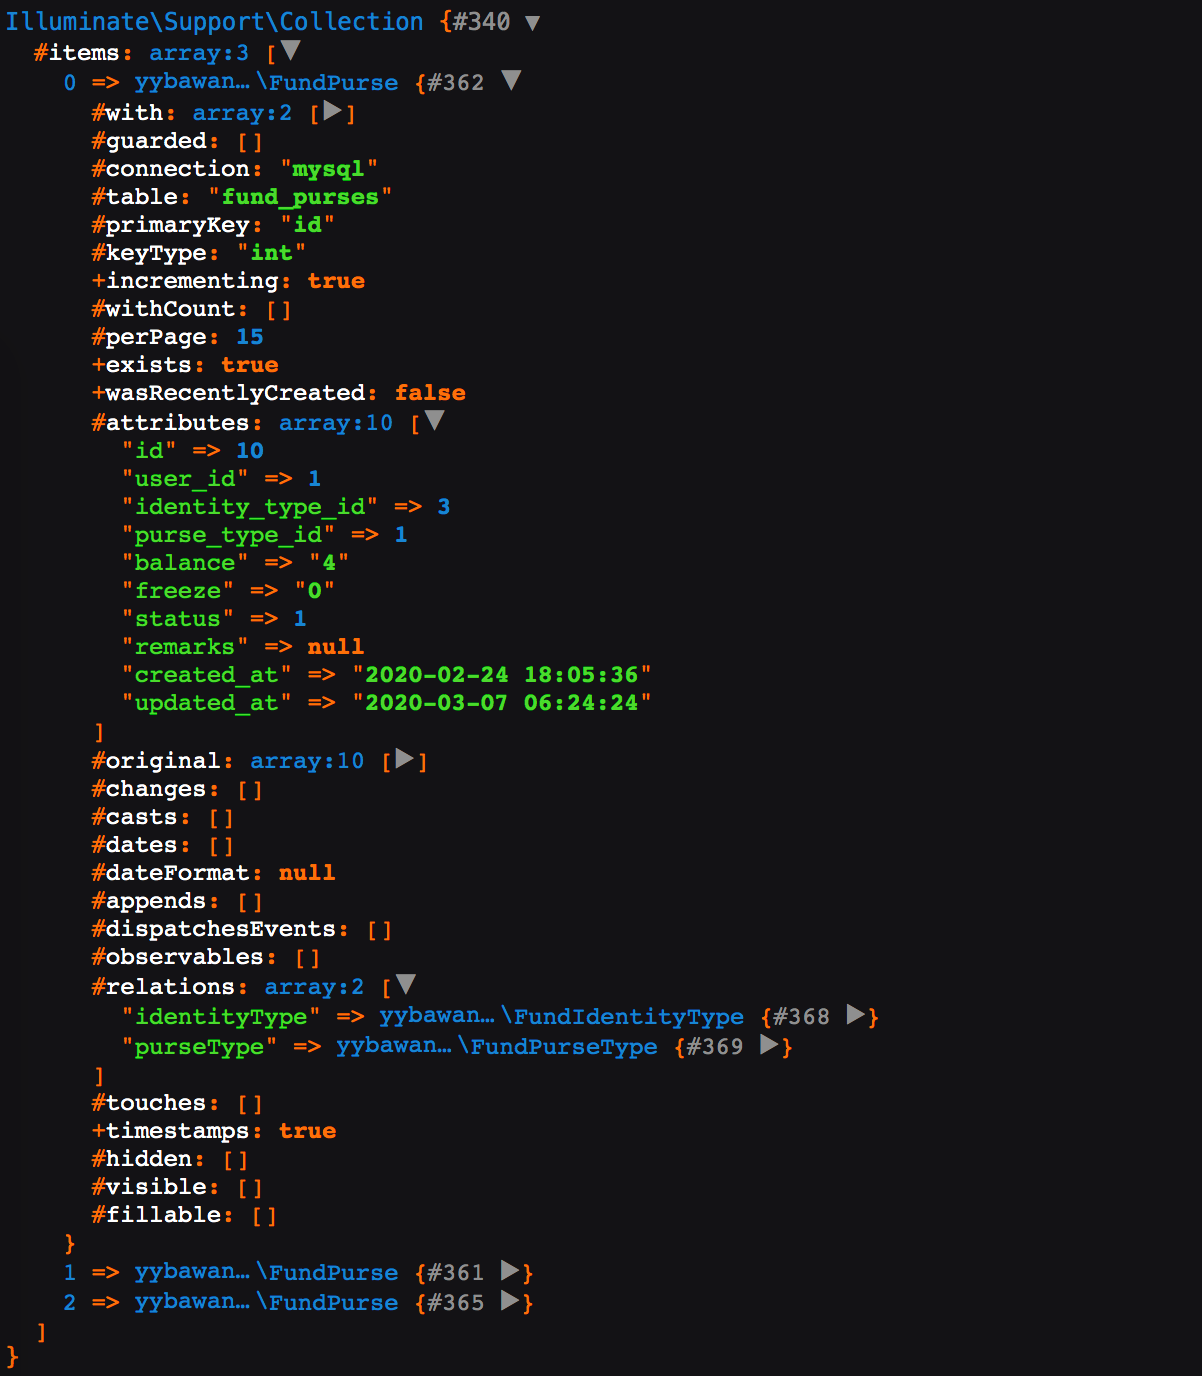 Illuminate\Support\Collection {#340 ▼
#items: array:3 [▼
0 => yybawan…\FundPurse {#362 ▼
#with: array:2 [▶]
#guarded: []
#connection: "mysql"
#table: "fund_purses"
#primaryKey: "id"
#keyType: "int"
+incrementing: true
#withCount: []
#perPage: 15
+exists: true
+wasRecentlyCreated: false
#attributes: array:10 [▼
"id" => 10
"user_id" => 1
"identity_type_id" => 3
"purse_type_id" => 1
"balance" => "4"
"freeze" => "0"
"status" => 1
"remarks" => null
"created_at" => "2020-02-24 18:05:36"
"updated_at" => "2020-03-07 06:24:24"
]
#original: array:10 [▶]
#changes: []
#casts: []
#dates: []
#dateFormat: null
#appends: []
#dispatchesEvents: []
#observables: []
#relations: array:2 [▼
"identityType" => yybawan…\FundIdentityType {#368 ▶}
"purseType" => yybawan…\FundPurseType {#369 ▶}
]
#touches: []
+timestamps: true
#hidden: []
#visible: []
#fillable: []
}
1 => yybawan…\FundPurse {#361 ▶}
2 => yybawan…\FundPurse {#365 ▶}
]
}